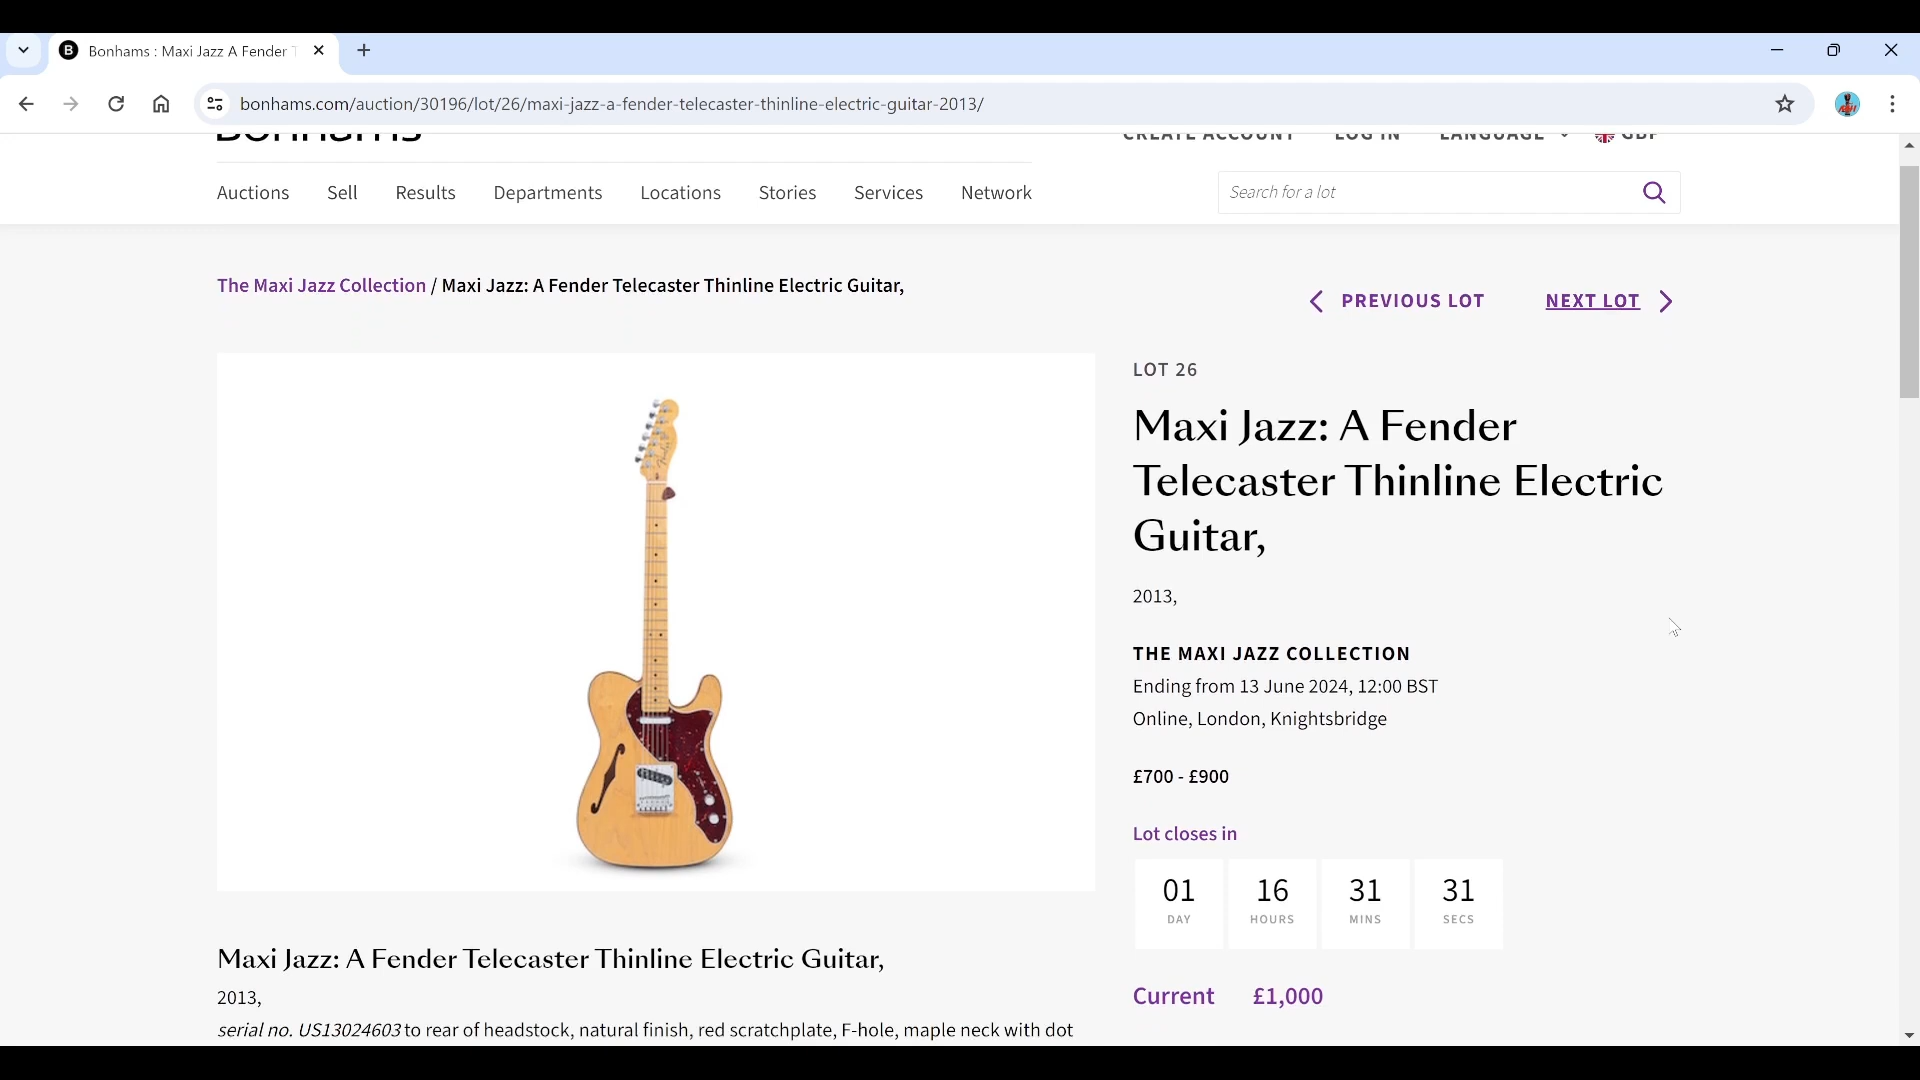 Bonhams : Maxi Jazz A Fender
bonhams.com/auction/30196/lot/26/maxi-jazz-a-fender-telecaster-thinline-electric-guitar-2013/
Bonhams
CREATE ACCOUNT LOG IN LANGUAGE GBP
Auctions Sell Results Departments Locations Stories Services Network
Search for a lot
The Maxi Jazz Collection / Maxi Jazz: A Fender Telecaster Thinline Electric Guitar,
PREVIOUS LOT NEXT LOT
LOT 26
Maxi Jazz: A Fender
Telecaster Thinline Electric
Guitar,
2013,
THE MAXI JAZZ COLLECTION
Ending from 13 June 2024, 12:00 BST
Online, London, Knightsbridge
£700 - £900
Lot closes in
01 16 31 31
DAY HOURS MINS SECS
Current £1,000
Maxi Jazz: A Fender Telecaster Thinline Electric Guitar,
2013,
serial no. US13024603 to rear of headstock, natural finish, red scratchplate, F-hole, maple neck with dot